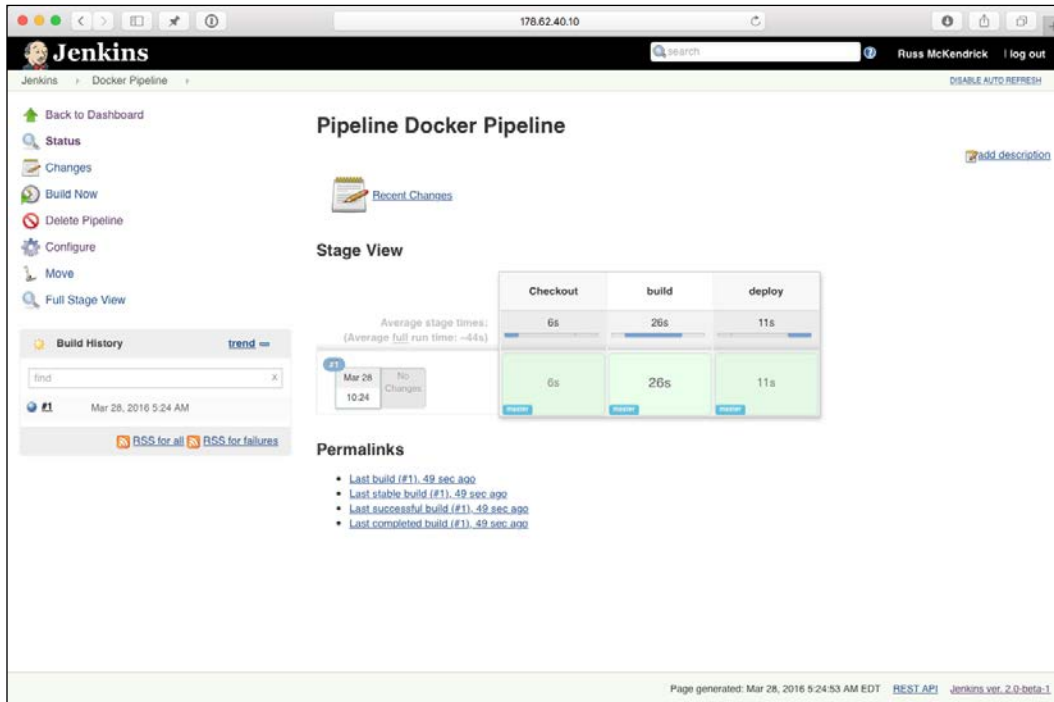 178.62.40.10
Jenkins
search
Russ McKendrick
log out
Jenkins
Docker Pipeline
DISABLE AUTO REFRESH
Back to Dashboard
Status
Changes
Build Now
Delete Pipeline
Configure
Move
Full Stage View
Build History
trend
find
X
#1
Mar 28, 2016 5:24 AM
RSS for all
RSS for failures
Pipeline Docker Pipeline
add description
Recent Changes
Stage View
Checkout build deploy
Average stage times:
6s 26s 11s
(Average full run time: ~44s)
#1
Mar 28
10:24
No
Changes
6s 26s 11s
master master master
Permalinks
Last build (#1), 49 sec ago
Last stable build (#1), 49 sec ago
Last successful build (#1), 49 sec ago
Last completed build (#1), 49 sec ago
Page generated: Mar 28, 2016 5:24:53 AM EDT REST API Jenkins ver. 2.0-beta-1